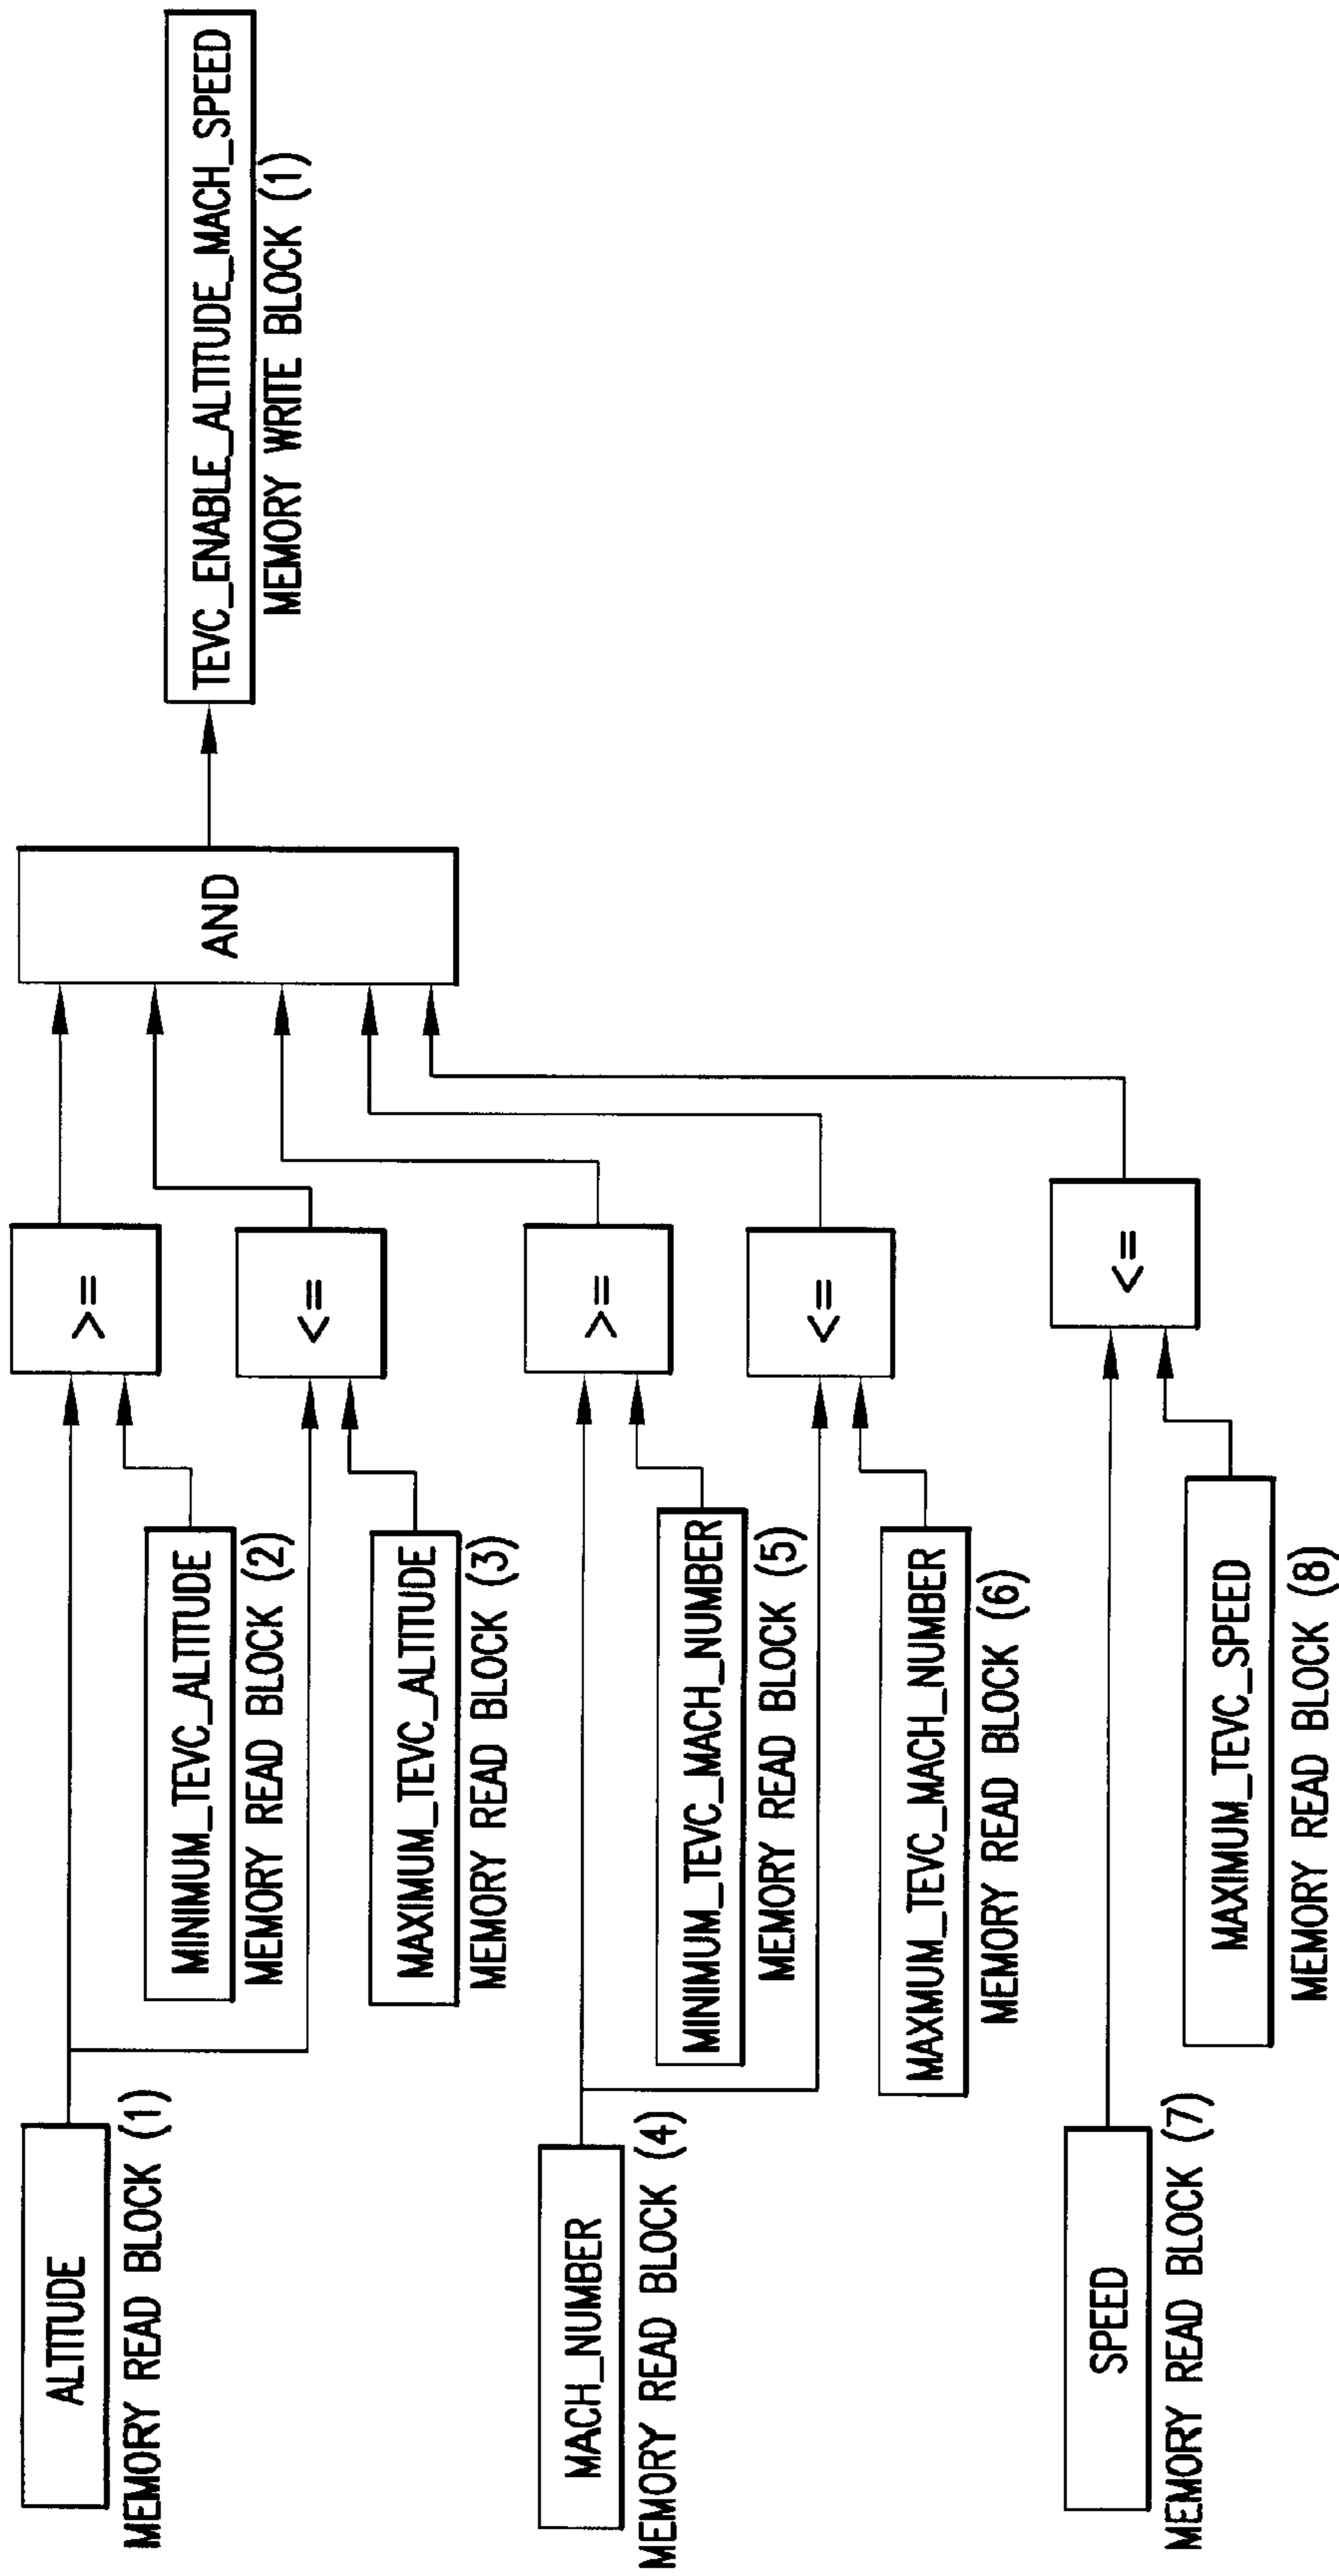 ALTITUDE
MEMORY READ BLOCK (1)
>=
MINIMUM_TEVC_ALTITUDE
MEMORY READ BLOCK (2)
<=
MAXIMUM_TEVC_ALTITUDE
MEMORY READ BLOCK (3)
MACH_NUMBER
MEMORY READ BLOCK (4)
>=
MINIMUM_TEVC_MACH_NUMBER
MEMORY READ BLOCK (5)
<=
MAXMUM_TEVC_MACH_NUMBER
MEMORY READ BLOCK (6)
SPEED
MEMORY READ BLOCK (7)
<=
MAXIMUM_TEVC_SPEED
MEMORY READ BLOCK (8)
AND
TEVC_ENABLE_ALTITUDE_MACH_SPEED
MEMORY WRITE BLOCK (1)